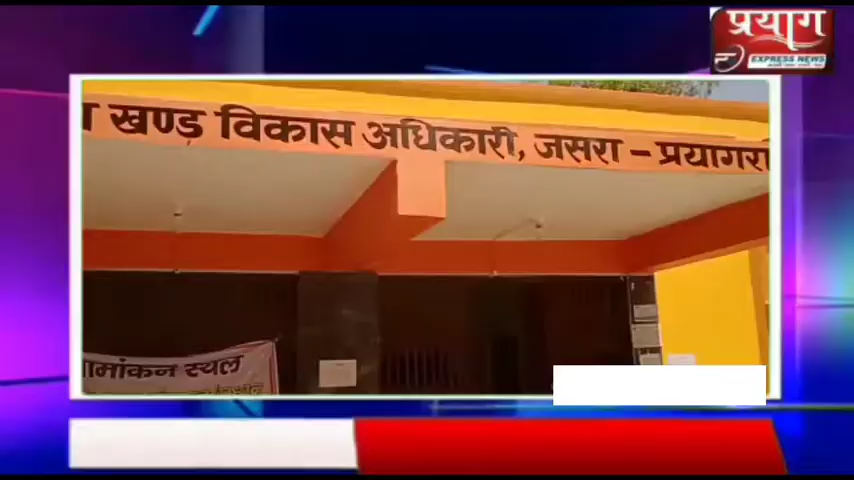 प्रयाग
EXPRESS NEWS
खण्ड विकास अधिकारी, जसरा – प्रयागरा
नामांकन स्थल